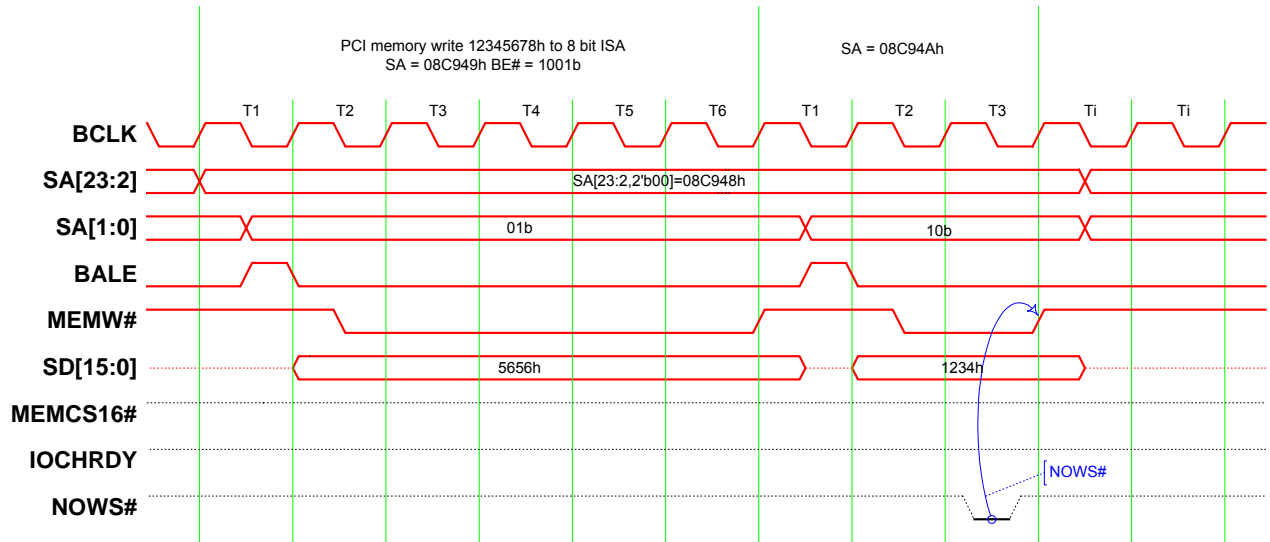 PCI memory write 12345678h to 8 bit ISA
SA = 08C949h BE# = 1001b
SA = 08C94Ah
T1 T2 T3 T4 T5 T6 T1 T2 T3 Ti Ti
BCLK
SA[23:2]
SA[23:2,2'b00]=08C948h
SA[1:0]
01b
10b
BALE
MEMW#
SD[15:0]
5656h
1234h
MEMCS16#
IOCHRDY
NOWS#
NOWS#